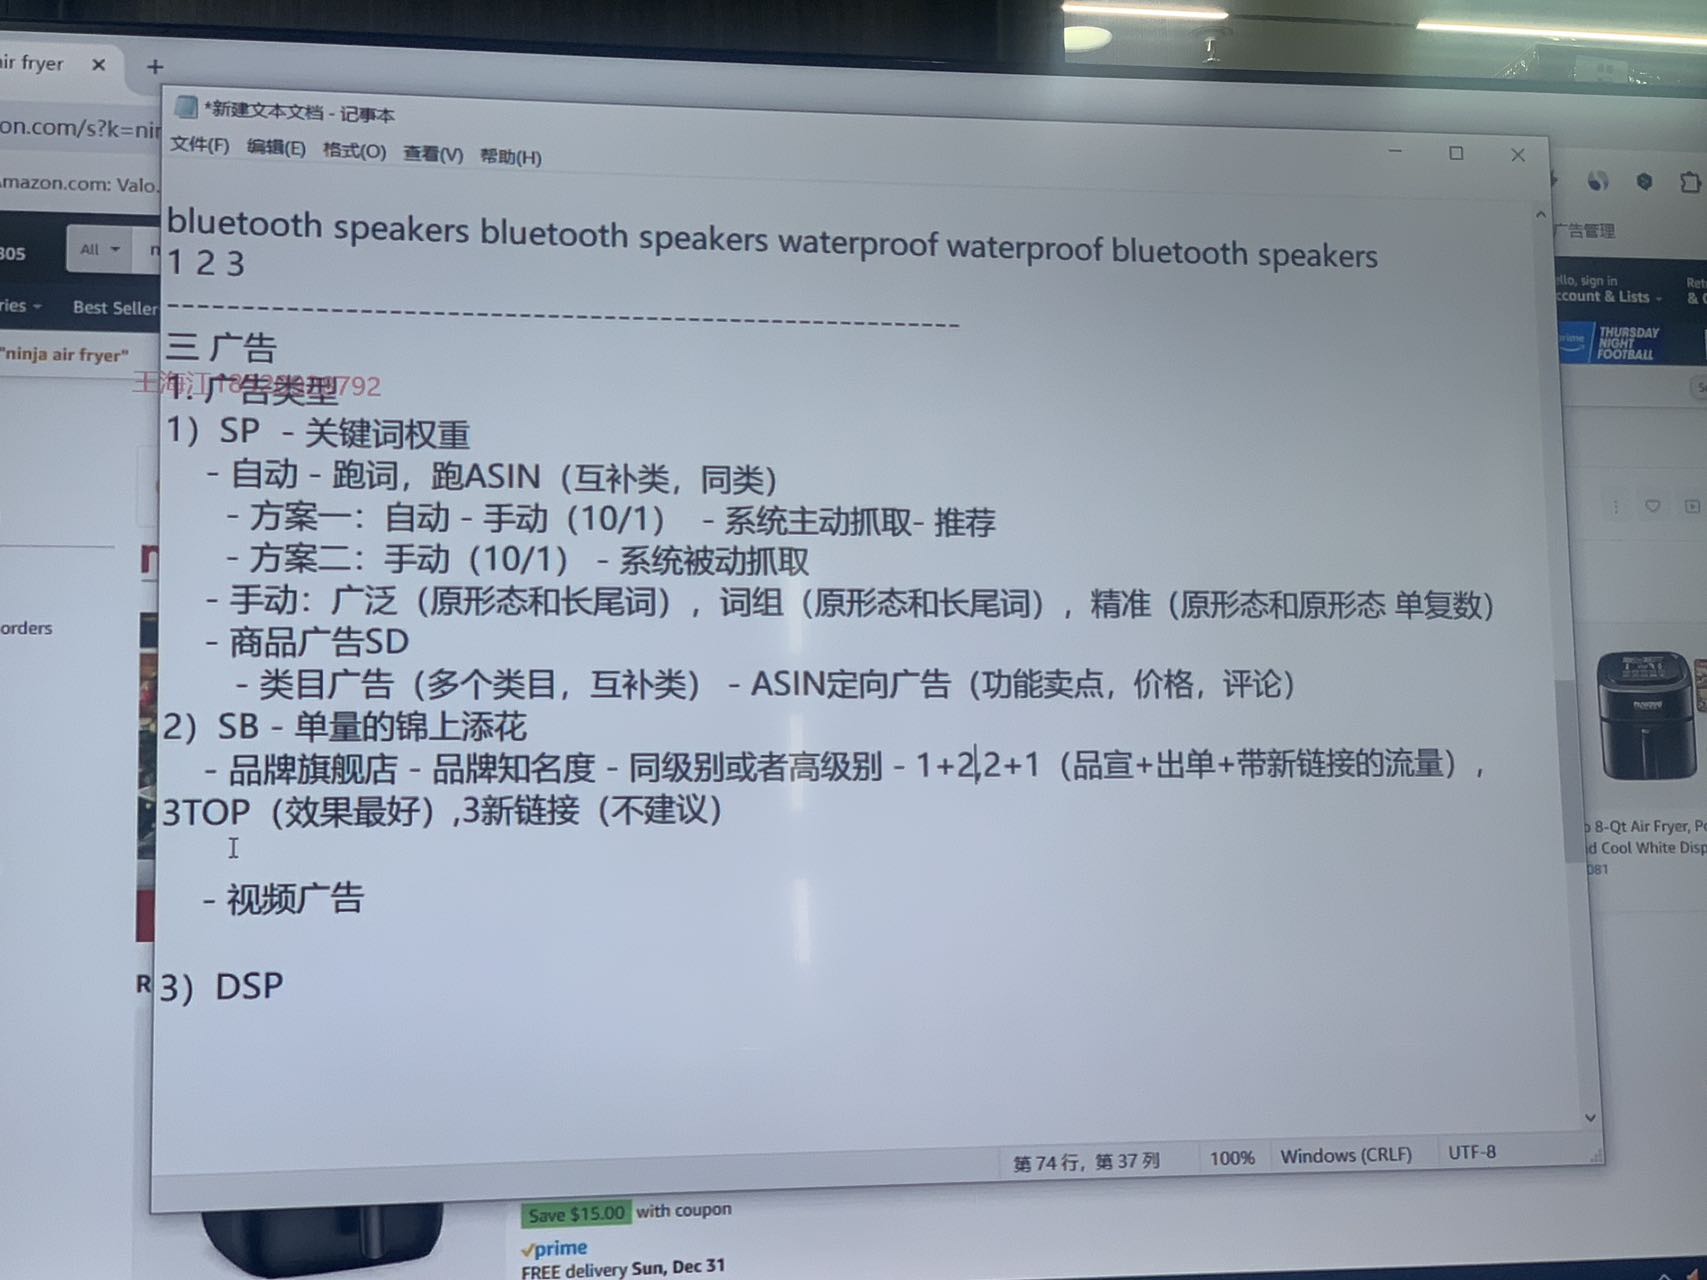 air fryer
*新建文本文档 - 记事本
on.com/s?k=nin
文件(F) 编辑(E) 格式(O) 查看(V) 帮助(H)
Amazon.com: Valo.
广告管理
bluetooth speakers bluetooth speakers waterproof waterproof bluetooth speakers
1 2 3
305
All
ries
Best Seller
ello, sign in
ccount & Lists
Ret
& O
prime
THURSDAY
NIGHT
FOOTBALL
"ninja air fryer"
--------------------------------------------------------
三 广告
王海江
792
1. 广告类型
1）SP - 关键词权重
- 自动 - 跑词，跑ASIN（互补类，同类）
- 方案一：自动 - 手动（10/1） - 系统主动抓取- 推荐
- 方案二：手动（10/1） - 系统被动抓取
- 手动：广泛（原形态和长尾词），词组（原形态和长尾词），精准（原形态和原形态 单复数）
- 商品广告SD
- 类目广告（多个类目，互补类） - ASIN定向广告（功能卖点，价格，评论）
2）SB - 单量的锦上添花
- 品牌旗舰店 - 品牌知名度 - 同级别或者高级别 - 1+2,2+1（品宣+出单+带新链接的流量），
3TOP（效果最好）,3新链接（不建议）
- 视频广告
3）DSP
orders
8-Qt Air Fryer, Pe
d Cool White Disp
081
R
第 74 行，第 37 列
100%
Windows (CRLF)
UTF-8
Save $15.00 with coupon
prime
FREE delivery Sun, Dec 31